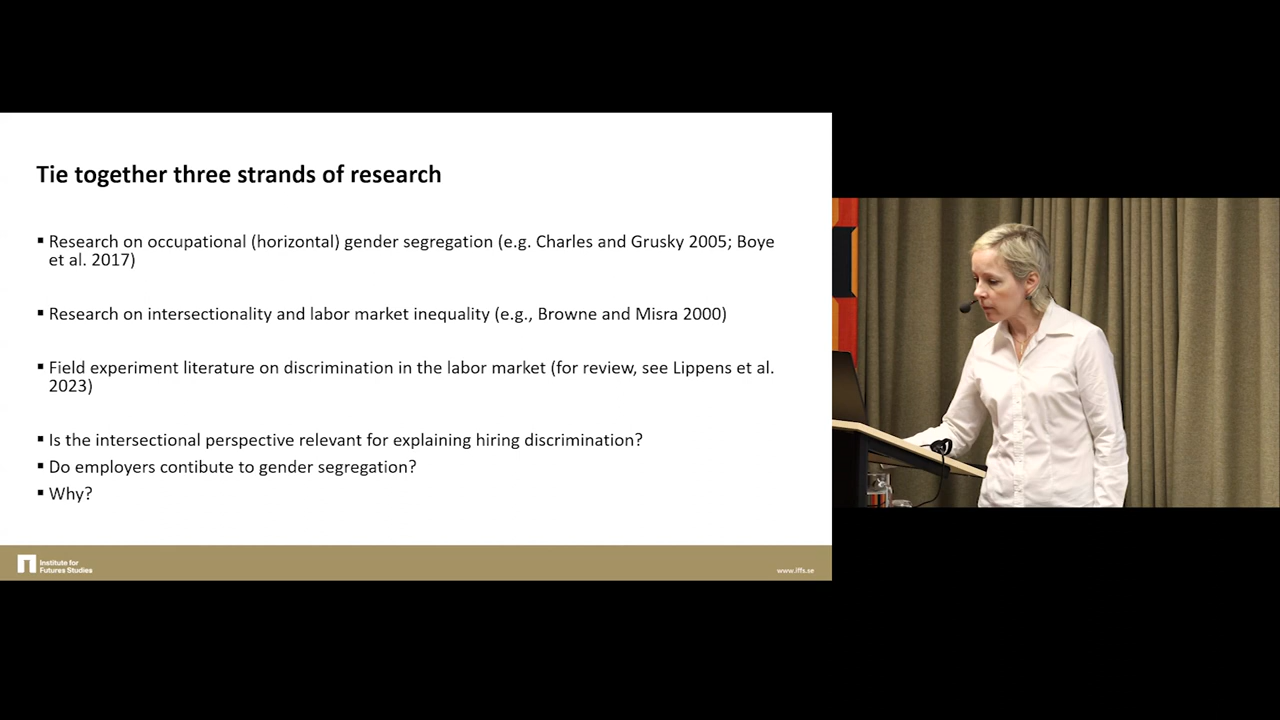 Tie together three strands of research
▪ Research on occupational (horizontal) gender segregation (e.g. Charles and Grusky 2005; Boye
et al. 2017)
▪ Research on intersectionality and labor market inequality (e.g., Browne and Misra 2000)
▪ Field experiment literature on discrimination in the labor market (for review, see Lippens et al.
2023)
▪ Is the intersectional perspective relevant for explaining hiring discrimination?
▪ Do employers contribute to gender segregation?
▪ Why?
Institute for
Futures Studies
www.iffs.se